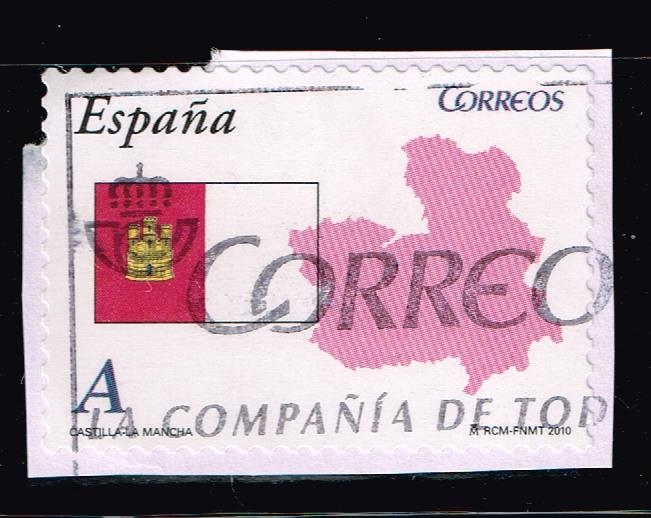 España
CORREOS
CORREO
A
LA COMPAÑÍA DE TOD
CASTILLA-LA MANCHA
RCM-FNMT 2010